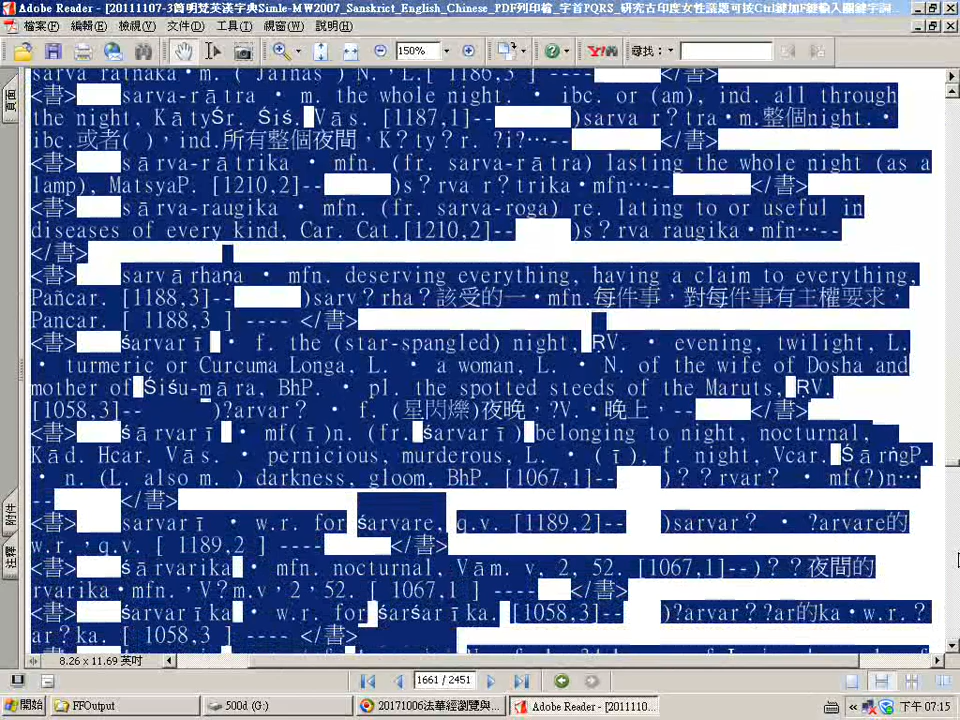 Adobe Reader - [20111107-3簡明梵英漢字典Simle-MW2007_Sanskrict_English_Chinese_PDF列印檔_字首PQRS_研究古印度女性議題可按Ctrl鍵加F鍵輸入關鍵字詞...
檔案(F) 編輯(E) 檢視(V) 文件(D) 工具(T) 視窗(W) 說明(H)
150% Y! 尋找:
頁面
附件
注釋
sarva ratnaka‧m. ( Jainas ) N.,L.[ 1186,3 ] ---- </書>
<書> sarva-rātra ‧ m. the whole night. ‧ ibc. or (am), ind. all through
the night, KātyŚr. Śiś. Vās. [1187,1]-- )sarva r?tra‧m.整個night.‧
ibc.或者( ),ind.所有整個夜間,K?ty?r. ?i?…-- </書>
<書> sārva-rātrika ‧ mfn. (fr. sarva-rātra) lasting the whole night (as a
lamp), MatsyaP. [1210,2]-- )s?rva r?trika‧mfn…-- </書>
<書> sārva-raugika ‧ mfn. (fr. sarva-roga) re. lating to or useful in
diseases of every kind, Car. Cat.[1210,2]-- )s?rva raugika‧mfn…--
</書>
<書> sarvārhaṇa ‧ mfn. deserving everything, having a claim to everything,
Pañcar. [1188,3]-- )sarv?rha?該受的一‧mfn.每件事,對每件事有主權要求,
Pancar. [ 1188,3 ] ---- </書>
<書> śarvarī ‧ f. the (star-spangled) night, ṚV. ‧ evening, twilight, L.
‧ turmeric or Curcuma Longa, L. ‧ a woman, L. ‧ N. of the wife of Dosha and
mother of Śiśu-māra, BhP. ‧ pl. the spotted steeds of the Maruts, ṚV.
[1058,3]-- )?arvar? ‧ f. (星閃爍)夜晚,?V.‧晚上,-- </書>
<書> śārvarī ‧ mf(ī)n. (fr. śarvarī) belonging to night, nocturnal,
Kād. Hcar. Vās. ‧ pernicious, murderous, L. ‧ (ī), f. night, Vcar. ŚārṅgP.
‧ n. (L. also m. ) darkness, gloom, BhP. [1067,1]-- )??rvar? ‧ mf(?)n…
-- </書>
<書> sarvarī ‧ w.r. for śarvare, q.v. [1189,2]-- )sarvar? ‧ ?arvare的
w.r.,q.v. [ 1189,2 ] ---- </書>
<書> śārvarika ‧ mfn. nocturnal, Vām. v, 2, 52. [1067,1]--)??夜間的
rvarika‧mfn.,V?m.v,2,52. [ 1067,1 ] ---- </書>
<書> śarvarīka ‧ w.r. for śarśarīka. [1058,3]-- )?arvar??ar的ka‧w.r.?
ar?ka. [ 1058,3 ] ---- </書>
8.26 x 11.69 英吋
1661 / 2451
開始 FFOutput 500d (G:) 20171006法華經瀏覽與... Adobe Reader - [2011110... 下午 07:15